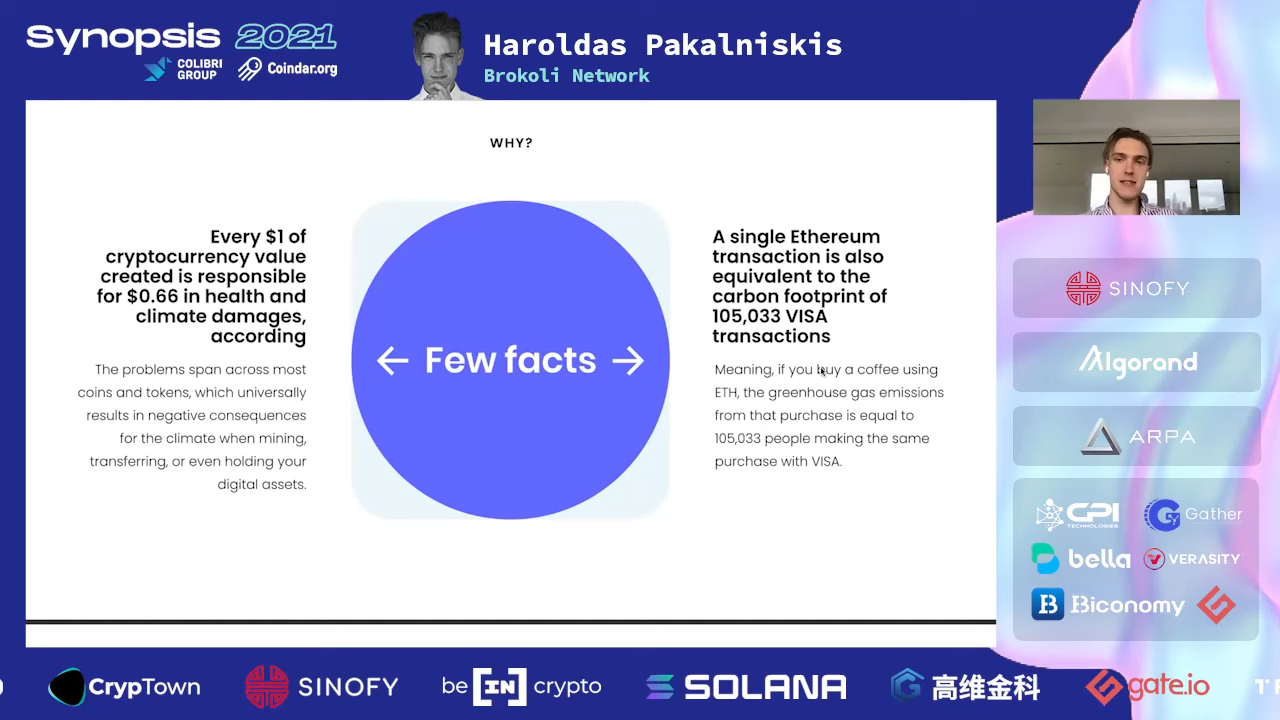 Synopsis 2021
COLIBRI
GROUP
Coindar.org
Haroldas Pakalniskis
Brokoli Network
WHY?
Every $1 of
cryptocurrency value
created is responsible
for $0.66 in health and
climate damages,
according
The problems span across most
coins and tokens, which universally
results in negative consequences
for the climate when mining,
transferring, or even holding your
digital assets.
← Few facts →
A single Ethereum
transaction is also
equivalent to the
carbon footprint of
105,033 VISA
transactions
Meaning, if you buy a coffee using
ETH, the greenhouse gas emissions
from that purchase is equal to
105,033 people making the same
purchase with VISA.
SINOFY
Algorand
ARPA
CPI
TECHNOLOGIES
Gather
bella
VERASITY
Biconomy
CrypTown
SINOFY
be [IN] crypto
SOLANA
高维金科
gate.io